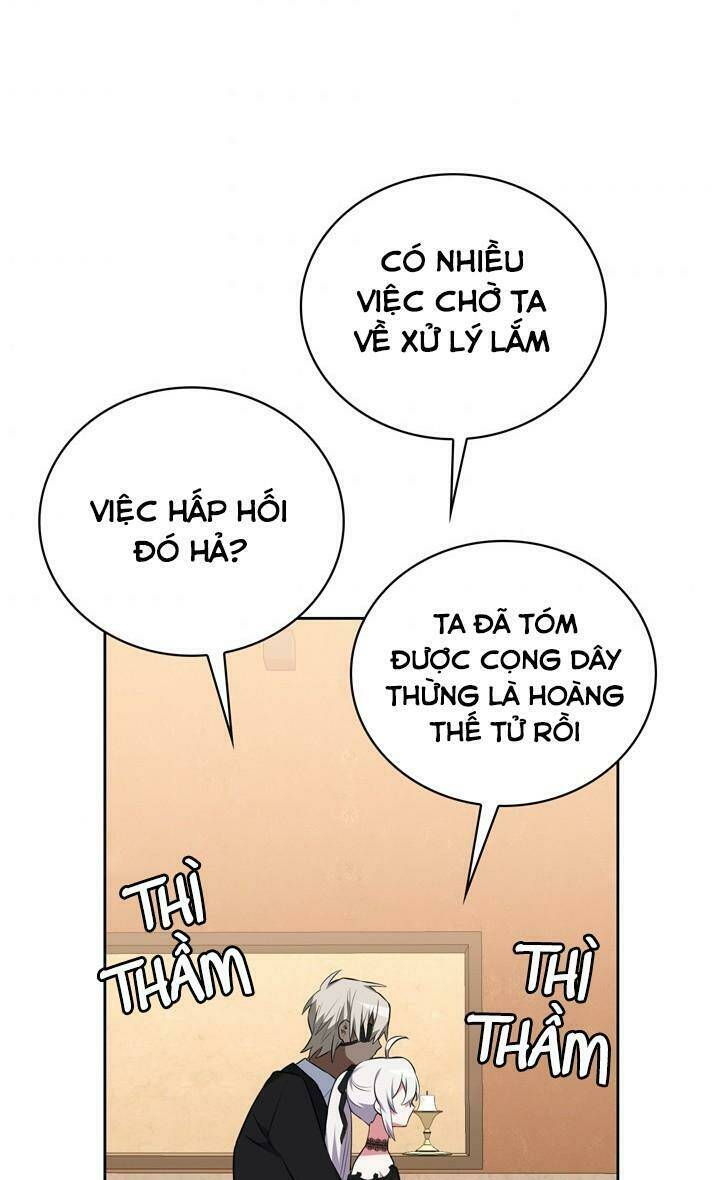 CÓ NHIỀU
VIỆC CHỜ TA
VỀ XỬ LÝ LẮM
VIỆC HẤP HỐI
ĐÓ HẢ?
TA ĐÃ TÓM
ĐƯỢC CỌNG DÂY
THỪNG LÀ HOÀNG
THẾ TỬ RỒI
THÌ
THẦM
THÌ
THẦM